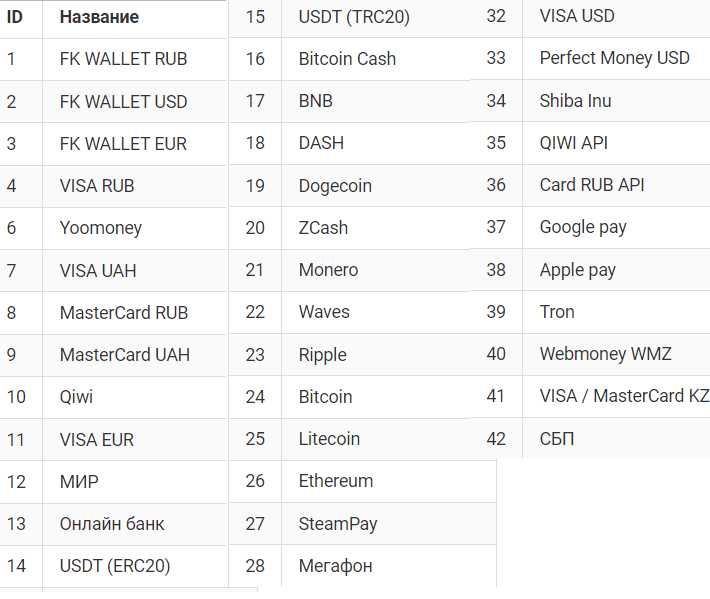 ID Название
1 FK WALLET RUB
2 FK WALLET USD
3 FK WALLET EUR
4 VISA RUB
6 Yoomoney
7 VISA UAH
8 MasterCard RUB
9 MasterCard UAH
10 Qiwi
11 VISA EUR
12 МИР
13 Онлайн банк
14 USDT (ERC20)
15 USDT (TRC20)
16 Bitcoin Cash
17 BNB
18 DASH
19 Dogecoin
20 ZCash
21 Monero
22 Waves
23 Ripple
24 Bitcoin
25 Litecoin
26 Ethereum
27 SteamPay
28 Мегафон
32 VISA USD
33 Perfect Money USD
34 Shiba Inu
35 QIWI API
36 Card RUB API
37 Google pay
38 Apple pay
39 Tron
40 Webmoney WMZ
41 VISA / MasterCard KZ
42 СБП